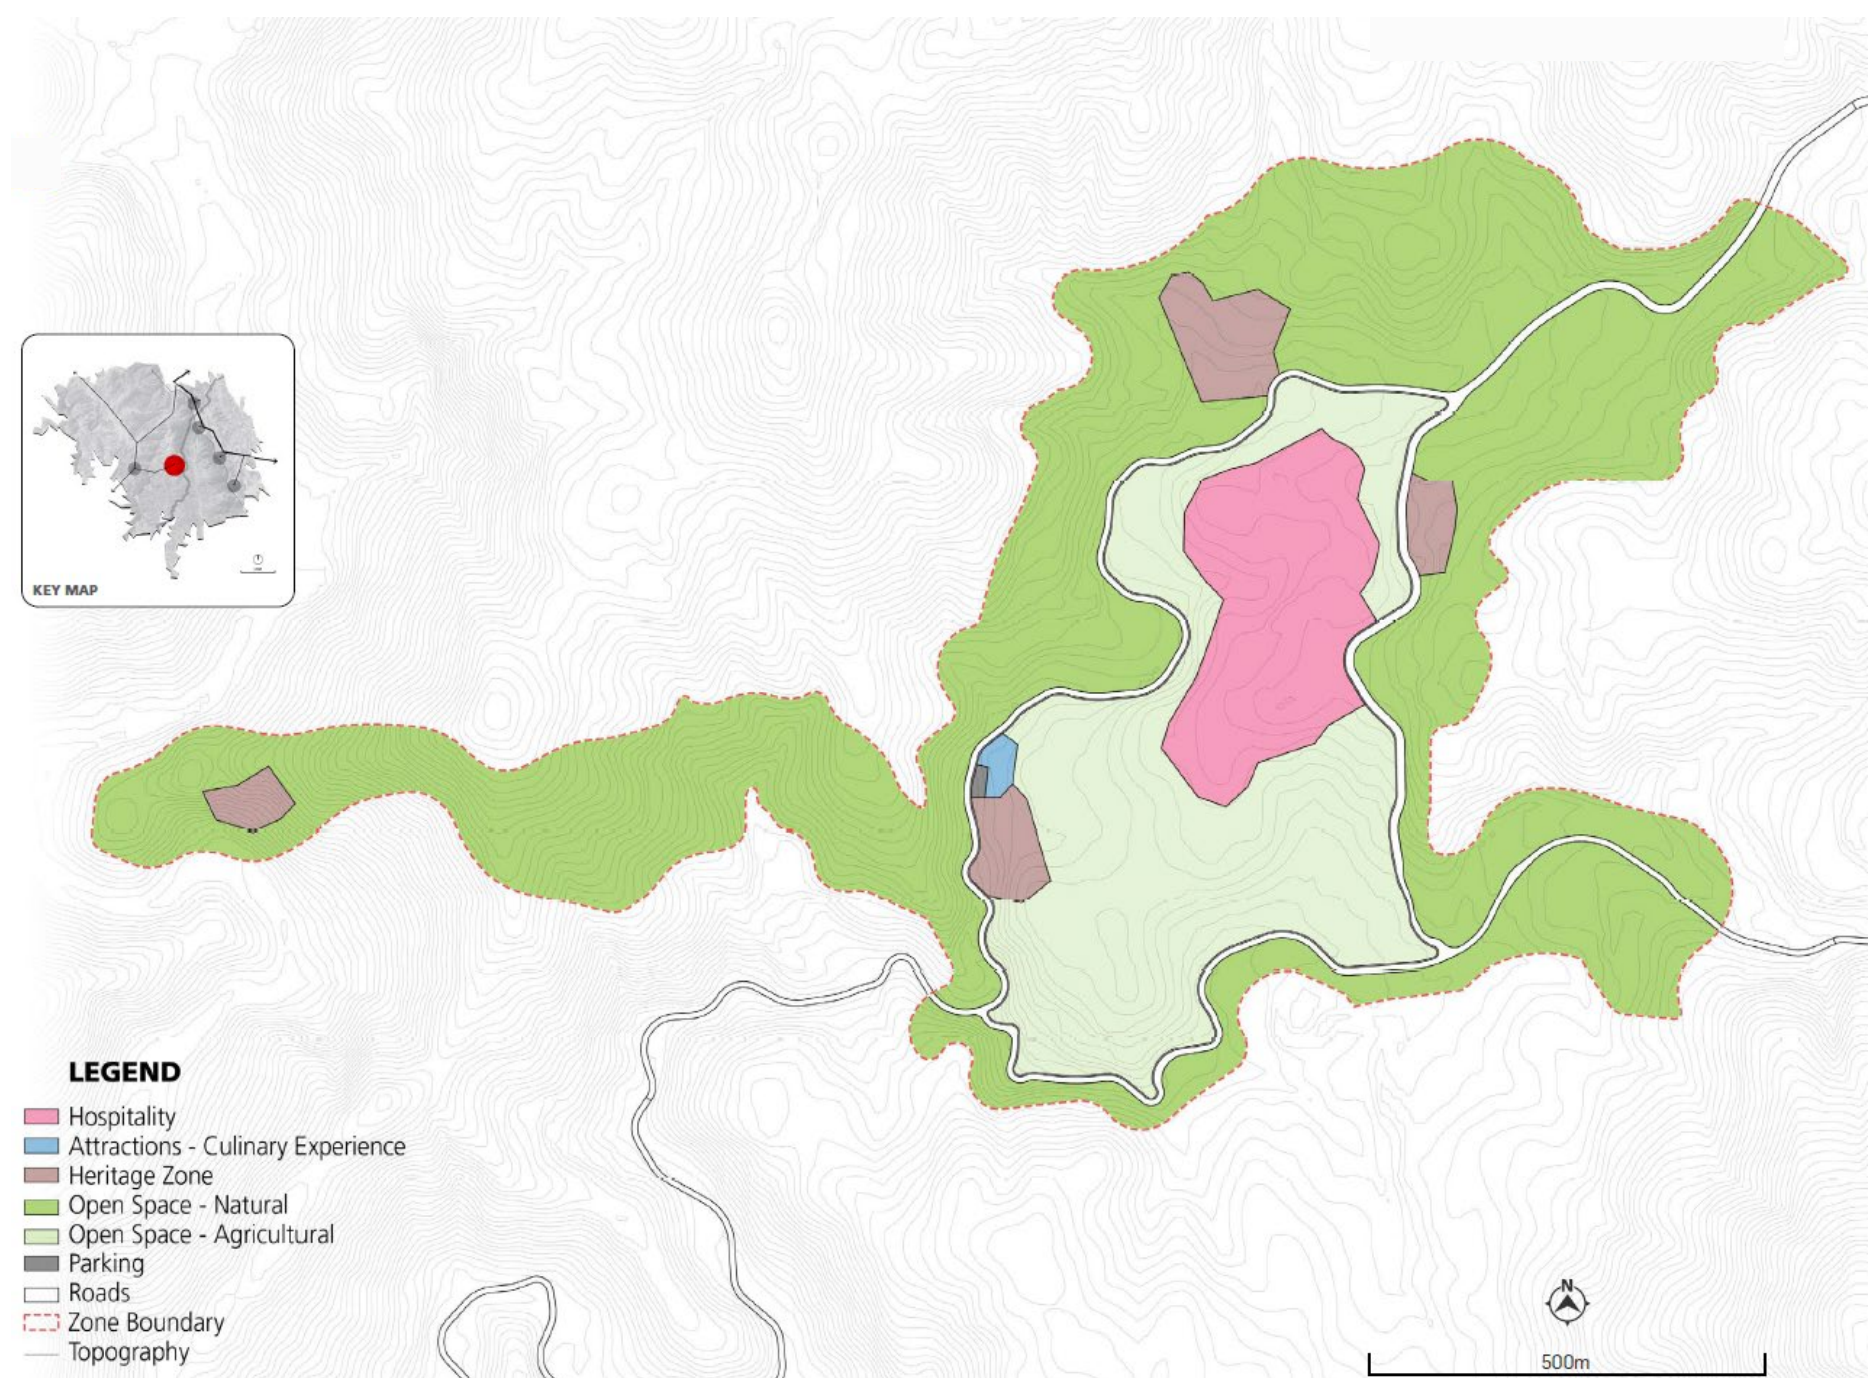 KEY MAP
LEGEND
Hospitality
Attractions - Culinary Experience
Heritage Zone
Open Space - Natural
Open Space - Agricultural
Parking
Roads
Zone Boundary
Topography
N
500m